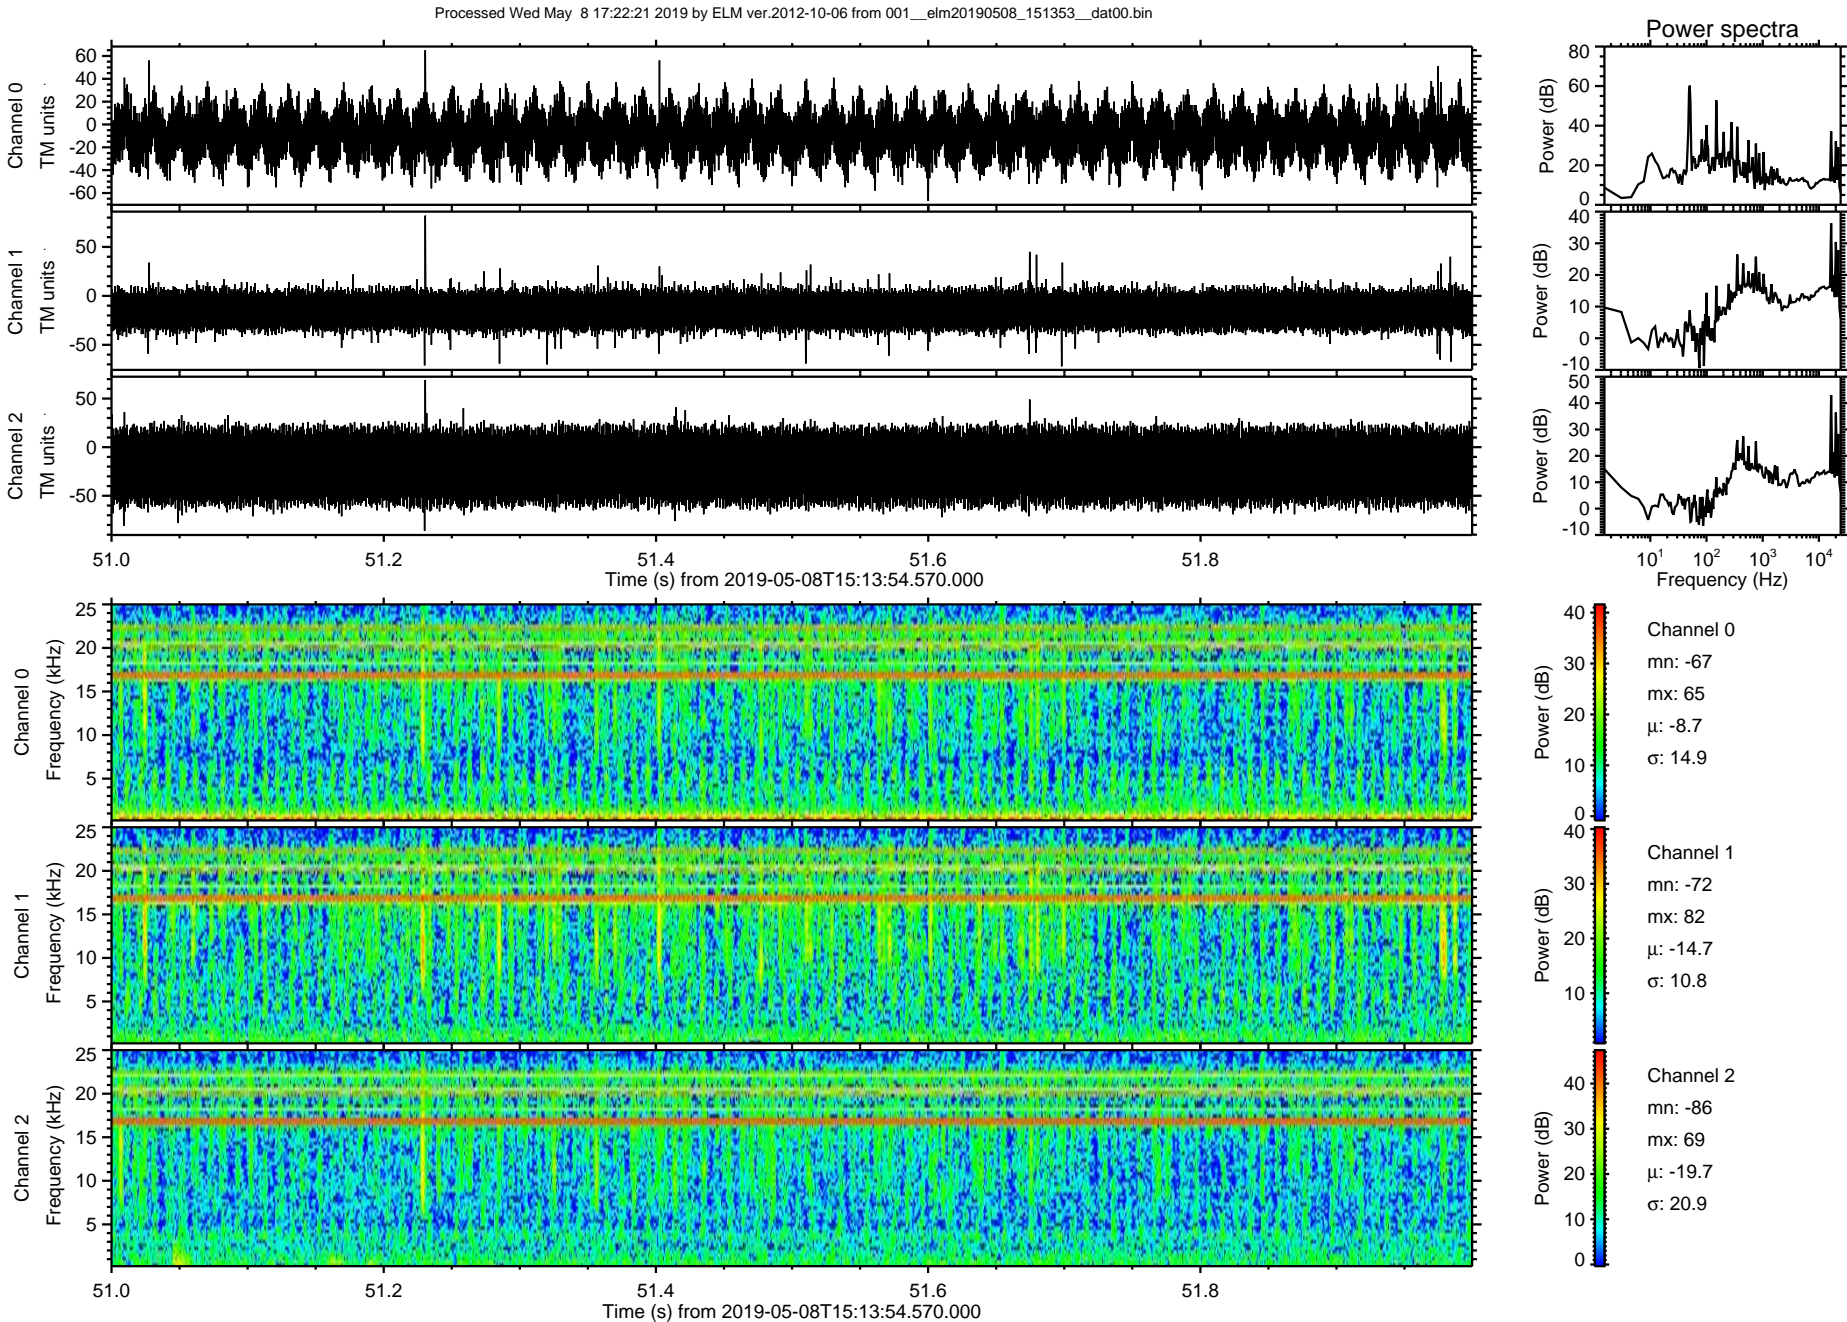 Processed Wed May  8 17:22:21 2019 by ELM ver.2012-10-06 from 001__elm20190508_151353__dat00.bin
Power spectra
Channel 0
TM units
60
40
20
0
-20
-40
-60
Power (dB)
80
60
40
20
0
Channel 1
TM units
50
0
-50
Power (dB)
40
30
20
10
0
-10
Channel 2
TM units
50
0
-50
Power (dB)
50
40
30
20
10
0
-10
51.0 51.2 51.4 51.6 51.8
Time (s) from 2019-05-08T15:13:54.570.000
10^1 10^2 10^3 10^4
Frequency (Hz)
Channel 0
Frequency (kHz)
25
20
15
10
5
Power (dB)
40
30
20
10
0
Channel 0
mn: -67
mx: 65
μ: -8.7
σ: 14.9
Channel 1
Frequency (kHz)
25
20
15
10
5
Power (dB)
40
30
20
10
Channel 1
mn: -72
mx: 82
μ: -14.7
σ: 10.8
Channel 2
Frequency (kHz)
25
20
15
10
5
Power (dB)
40
30
20
10
0
Channel 2
mn: -86
mx: 69
μ: -19.7
σ: 20.9
51.0 51.2 51.4 51.6 51.8
Time (s) from 2019-05-08T15:13:54.570.000